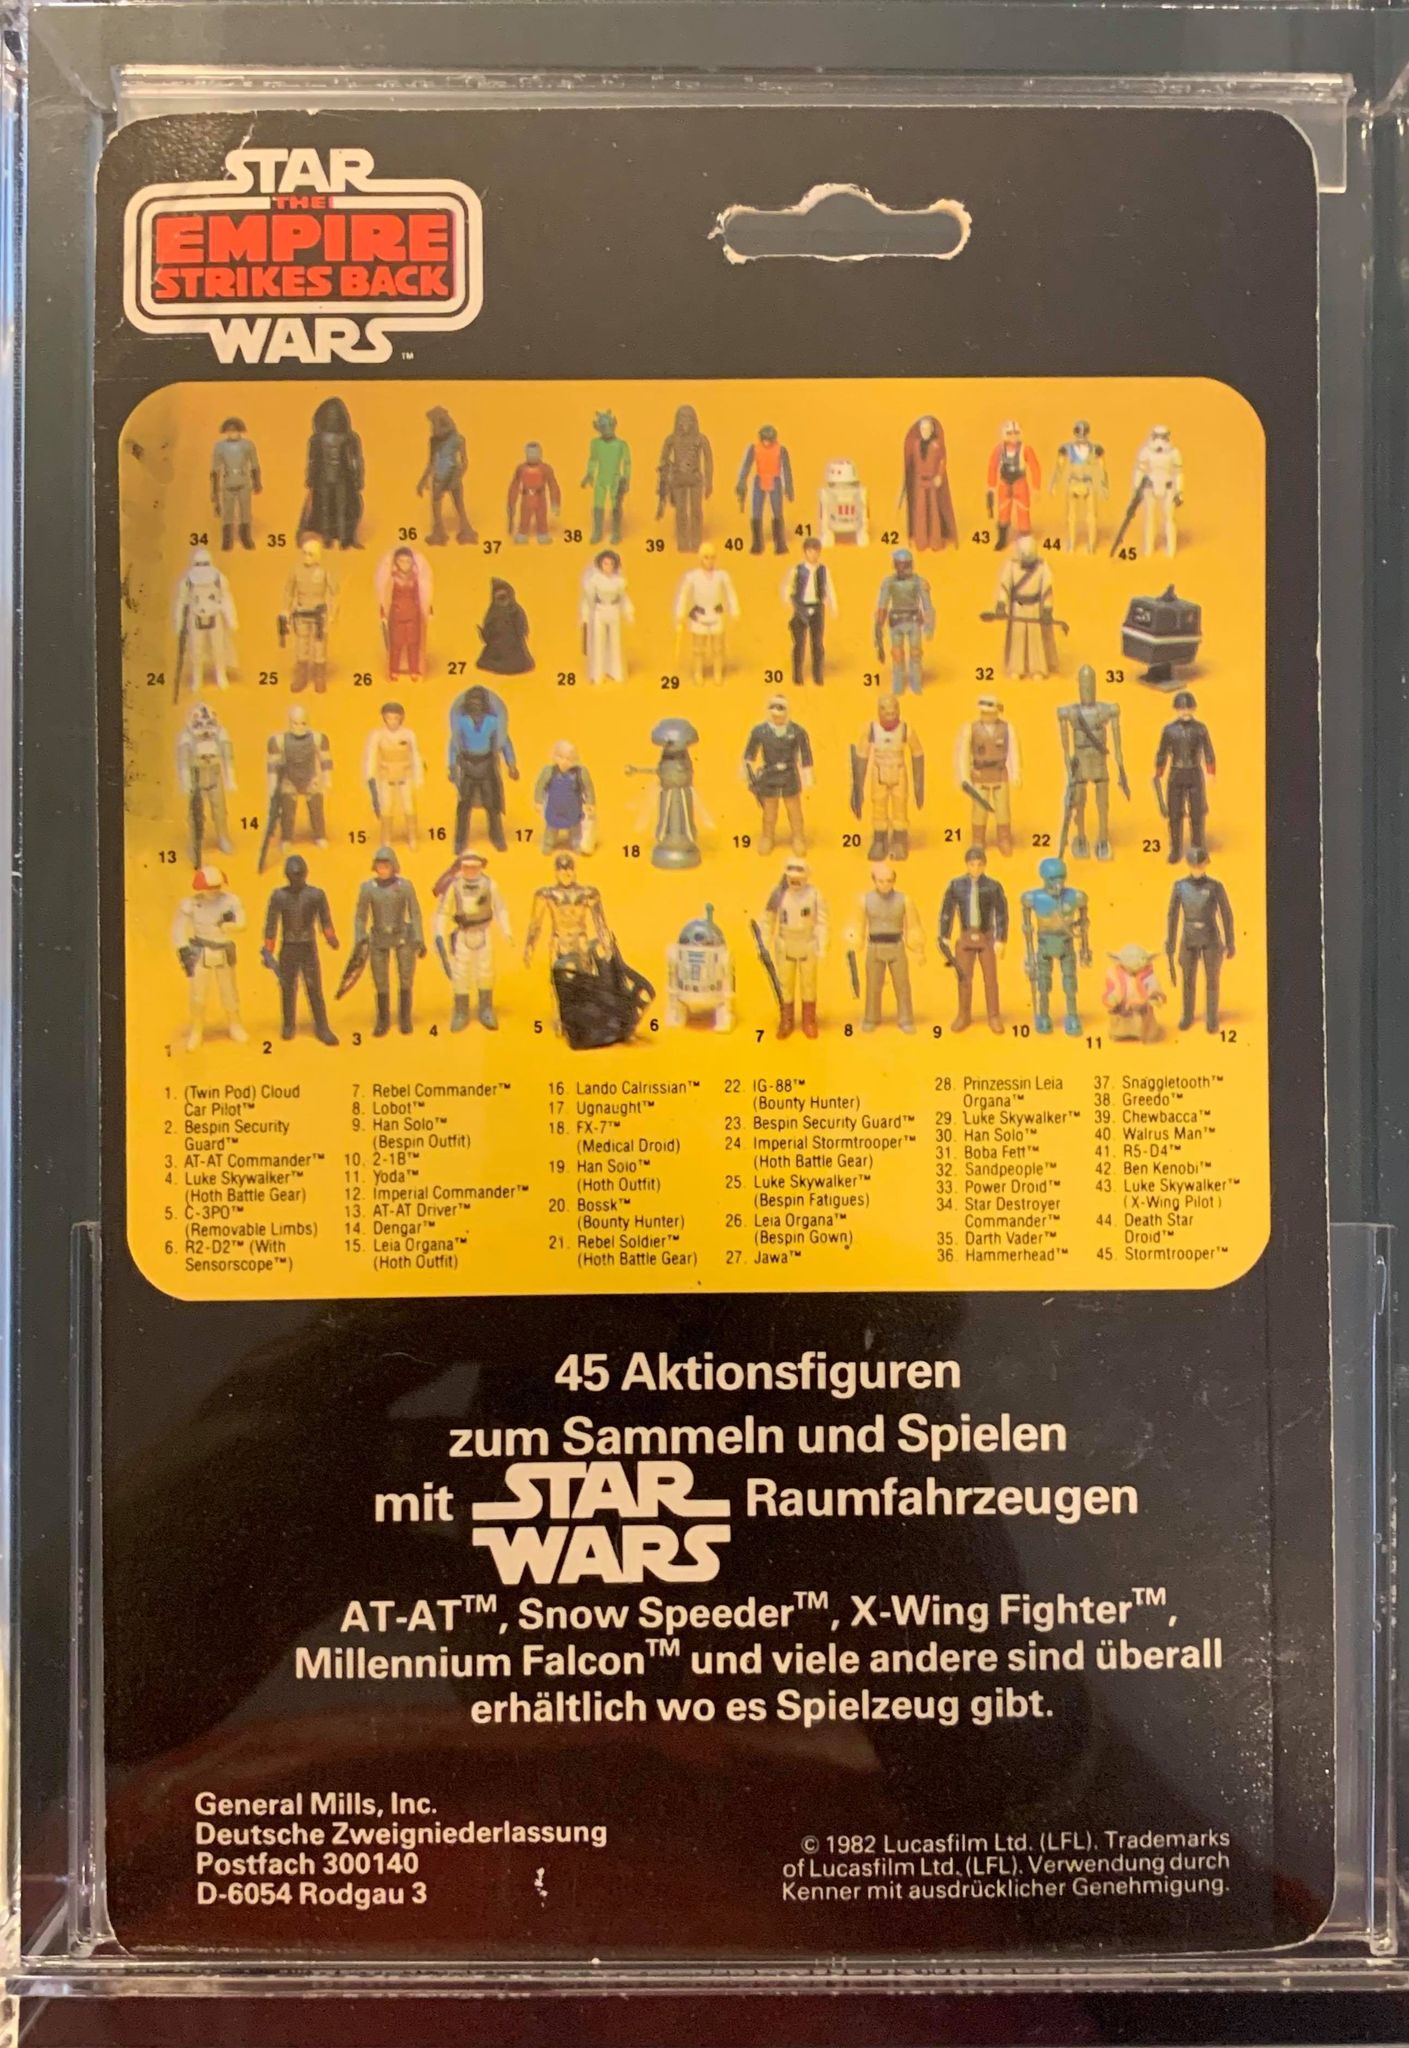 STAR
THE
EMPIRE
STRIKES BACK
WARS™
34 35 36 37 38 39 40 41 42 43 44 45
24 25 26 27 28 29 30 31 32 33
13 14 15 16 17 18 19 20 21 22 23
1 2 3 4 5 6 7 8 9 10 11 12
1. (Twin Pod) Cloud
Car Pilot™
2. Bespin Security
Guard™
3. AT-AT Commander™
4. Luke Skywalker™
(Hoth Battle Gear)
5. C-3PO™
(Removable Limbs)
6. R2-D2™ (With
Sensorscope™)
7. Rebel Commander™
8. Lobot™
9. Han Solo™
(Bespin Outfit)
10. 2-1B™
11. Yoda™
12. Imperial Commander™
13. AT-AT Driver™
14. Dengar™
15. Leia Organa™
(Hoth Outfit)
16. Lando Calrissian™
17. Ugnaught™
18. FX-7™
(Medical Droid)
19. Han Solo™
(Hoth Outfit)
20. Bossk™
(Bounty Hunter)
21. Rebel Soldier™
(Hoth Battle Gear)
22. IG-88™
(Bounty Hunter)
23. Bespin Security Guard™
24. Imperial Stormtrooper™
(Hoth Battle Gear)
25. Luke Skywalker™
(Bespin Fatigues)
26. Leia Organa™
(Bespin Gown)
27. Jawa™
28. Prinzessin Leia
Organa™
29. Luke Skywalker™
30. Han Solo™
31. Boba Fett™
32. Sandpeople™
33. Power Droid™
34. Star Destroyer
Commander™
35. Darth Vader™
36. Hammerhead™
37. Snaggletooth™
38. Greedo™
39. Chewbacca™
40. Walrus Man™
41. R5-D4™
42. Ben Kenobi™
43. Luke Skywalker™
(X-Wing Pilot)
44. Death Star
Droid™
45. Stormtrooper™
45 Aktionsfiguren
zum Sammeln und Spielen
mit STAR WARS Raumfahrzeugen
AT-AT™, Snow Speeder™, X-Wing Fighter™,
Millennium Falcon™ und viele andere sind überall
erhältlich wo es Spielzeug gibt.
General Mills, Inc.
Deutsche Zweigniederlassung
Postfach 300140
D-6054 Rodgau 3
© 1982 Lucasfilm Ltd. (LFL). Trademarks
of Lucasfilm Ltd. (LFL). Verwendung durch
Kenner mit ausdrücklicher Genehmigung.